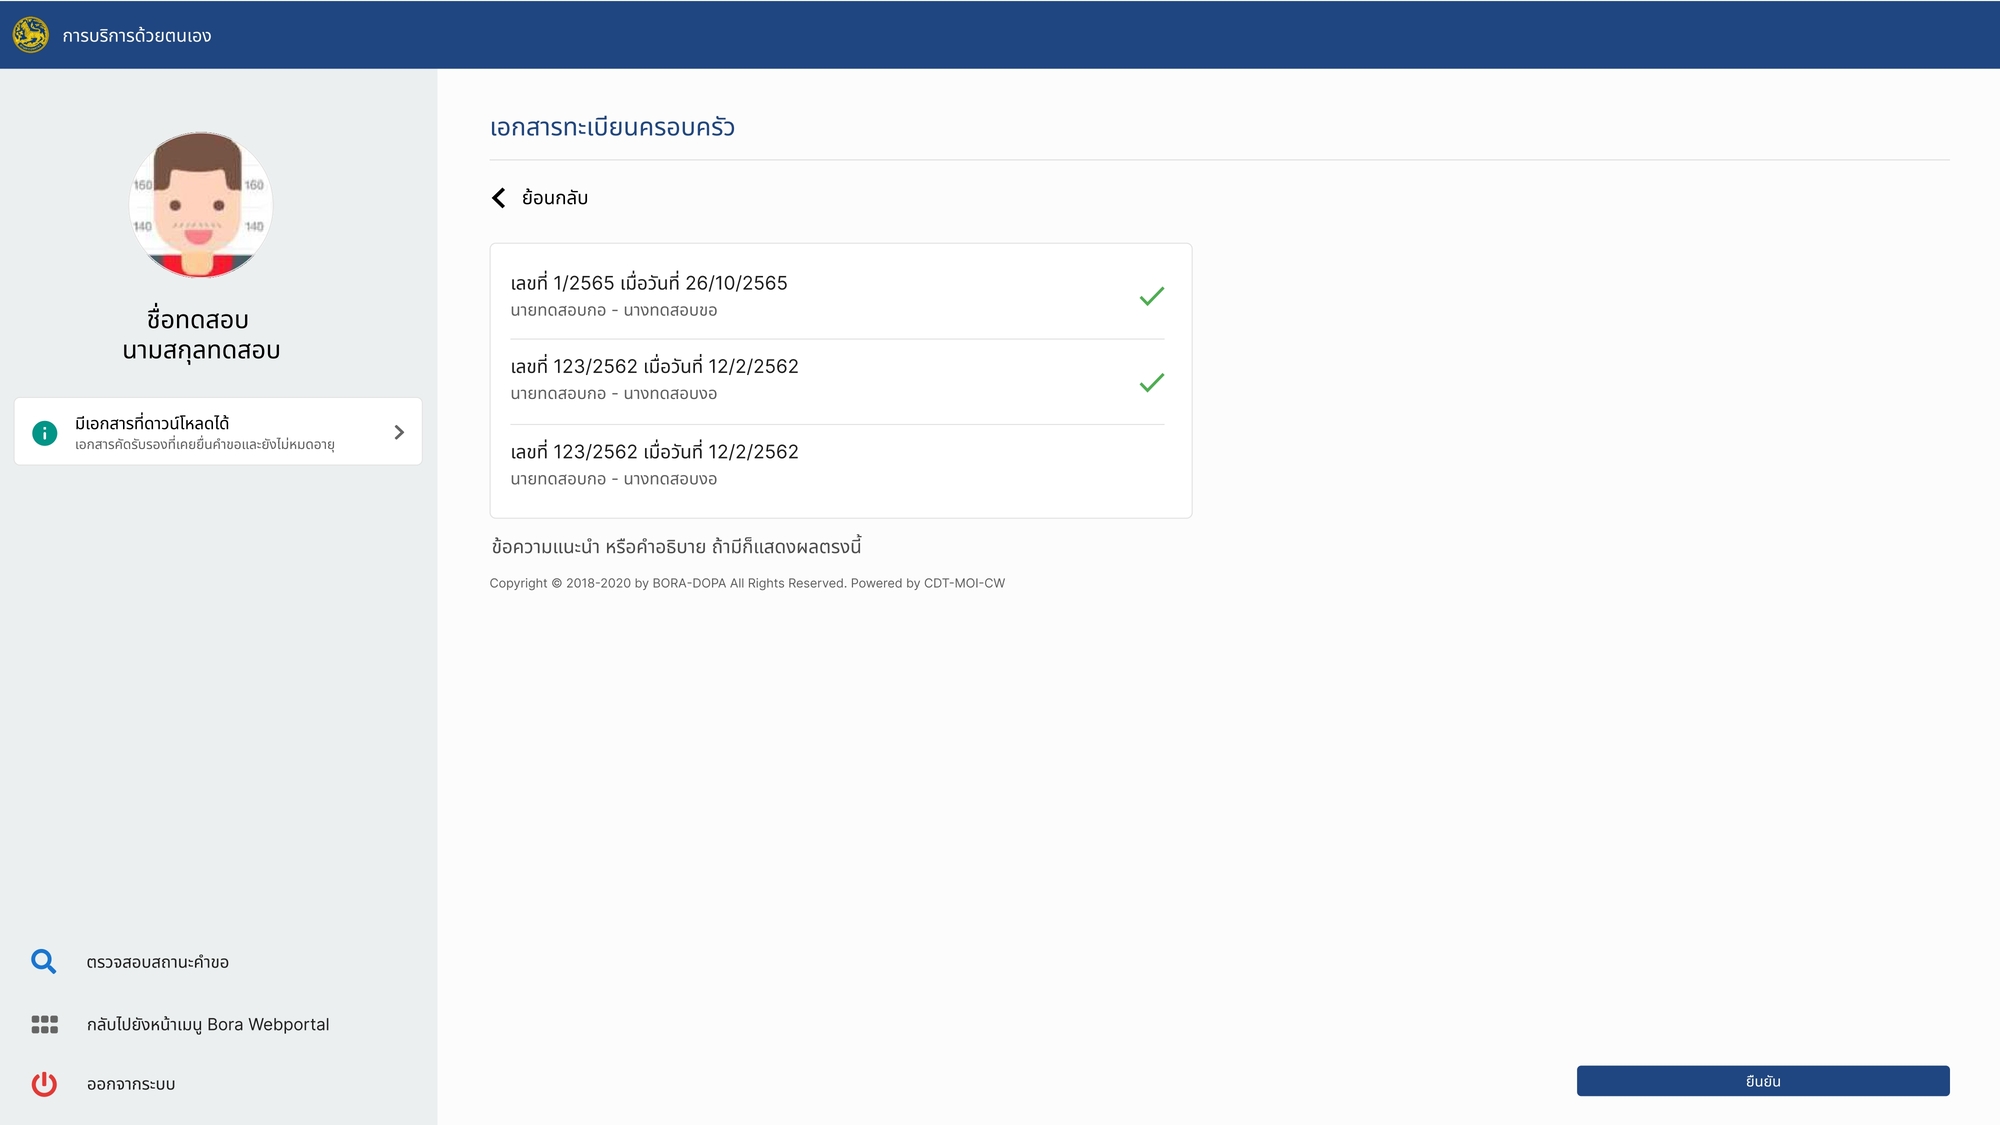 การบริการด้วยตนเอง
160 160
140 140
ชื่อทดสอบ
นามสกุลทดสอบ
มีเอกสารที่ดาวน์โหลดได้
เอกสารคัดรับรองที่เคยยื่นคำขอและยังไม่หมดอายุ
ตรวจสอบสถานะคำขอ
กลับไปยังหน้าเมนู Bora Webportal
ออกจากระบบ
เอกสารทะเบียนครอบครัว
ย้อนกลับ
เลขที่ 1/2565 เมื่อวันที่ 26/10/2565
นายทดสอบกอ - นางทดสอบขอ
เลขที่ 123/2562 เมื่อวันที่ 12/2/2562
นายทดสอบกอ - นางทดสอบงอ
เลขที่ 123/2562 เมื่อวันที่ 12/2/2562
นายทดสอบกอ - นางทดสอบงอ
ข้อความแนะนำ หรือคำอธิบาย ถ้ามีก็แสดงผลตรงนี้
Copyright © 2018-2020 by BORA-DOPA All Rights Reserved. Powered by CDT-MOI-CW
ยืนยัน